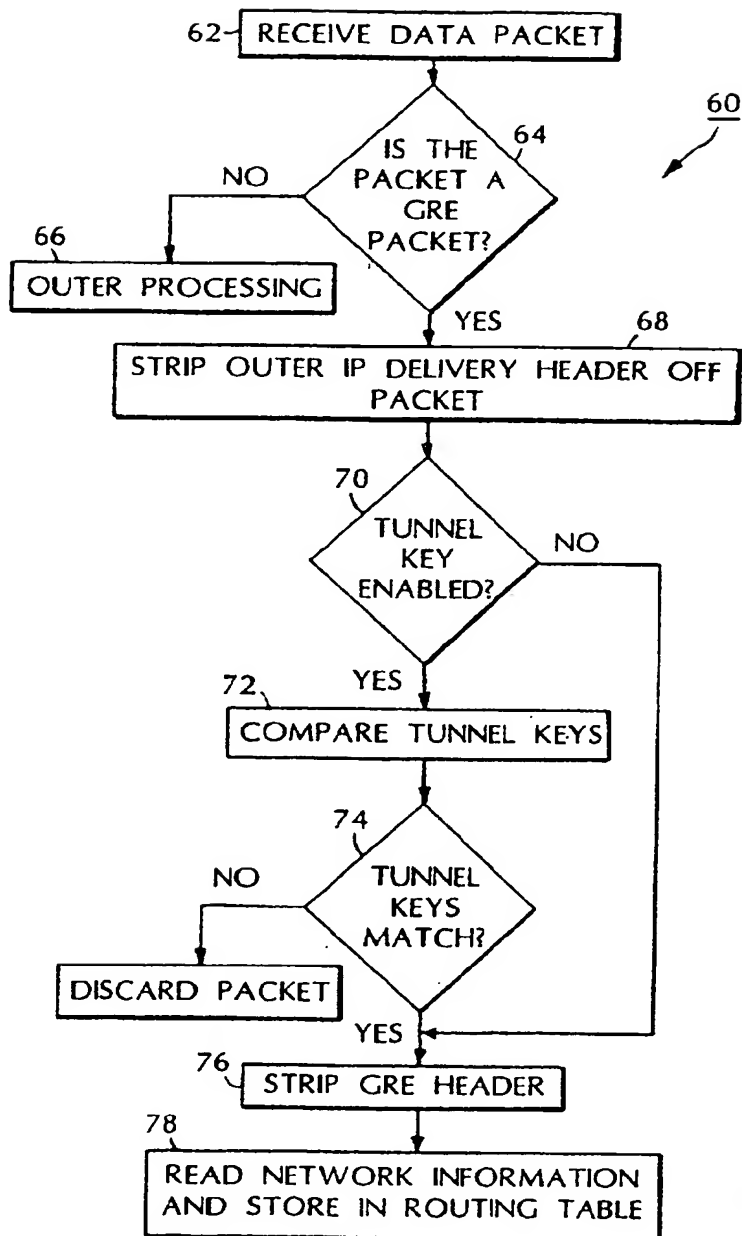 62 RECEIVE DATA PACKET
60
64
IS THE
PACKET A
GRE
PACKET?
NO
66
OUTER PROCESSING
YES
68
STRIP OUTER IP DELIVERY HEADER OFF
PACKET
70
TUNNEL
KEY
ENABLED?
NO
YES
72
COMPARE TUNNEL KEYS
74
TUNNEL
KEYS
MATCH?
NO
DISCARD PACKET
YES
76
STRIP GRE HEADER
78
READ NETWORK INFORMATION
AND STORE IN ROUTING TABLE